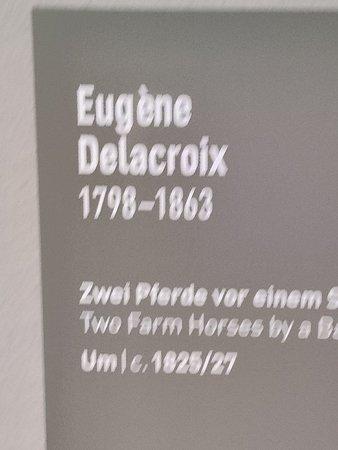 Eugène
Delacroix
1798–1863
Zwei Pferde vor einem
Two Farm Horses by a
Um | c. 1825/27